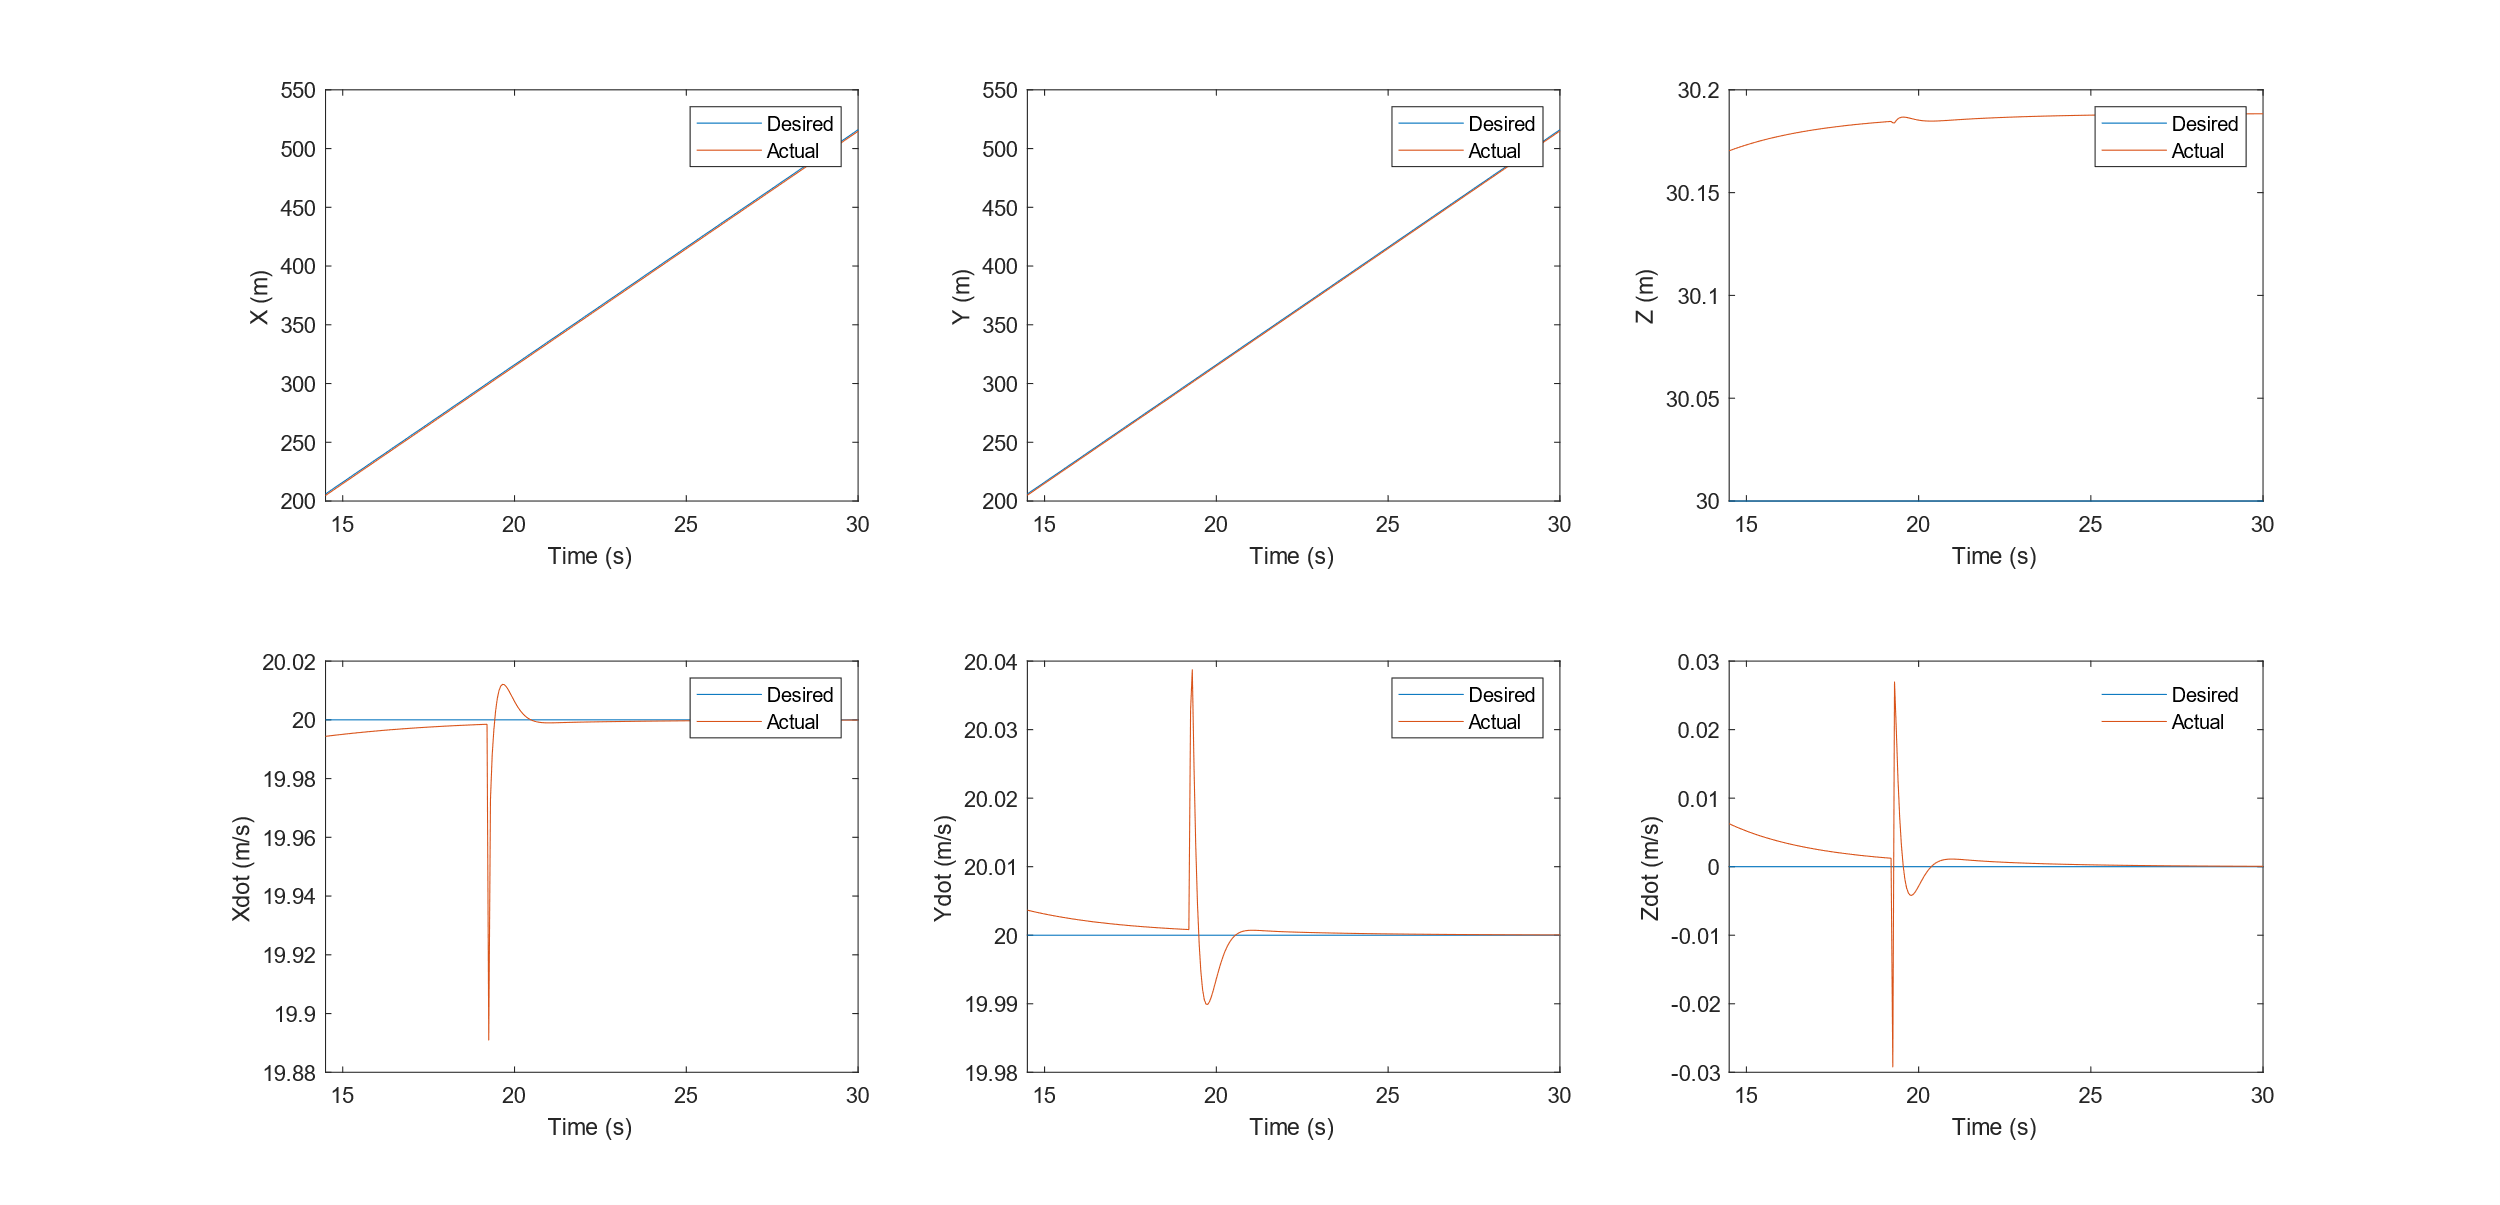 550
500
450
400
350
300
250
200
X (m)
15 20 25 30
Time (s)
Desired
Actual
550
500
450
400
350
300
250
200
Y (m)
15 20 25 30
Time (s)
Desired
Actual
30.2
30.15
30.1
30.05
30
Z (m)
15 20 25 30
Time (s)
Desired
Actual
20.02
20
19.98
19.96
19.94
19.92
19.9
19.88
Xdot (m/s)
15 20 25 30
Time (s)
Desired
Actual
20.04
20.03
20.02
20.01
20
19.99
19.98
Ydot (m/s)
15 20 25 30
Time (s)
Desired
Actual
0.03
0.02
0.01
0
-0.01
-0.02
-0.03
Zdot (m/s)
15 20 25 30
Time (s)
Desired
Actual